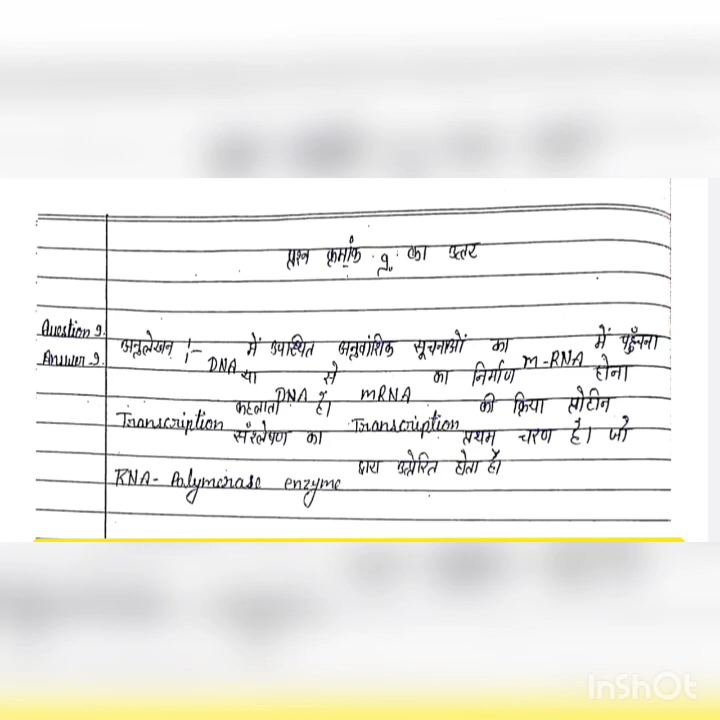 प्रश्न क्रमांक 9 का उत्तर
Question 9. अनुलेखन :- DNA में उपस्थित अनुवांशिक सूचनाओं का m-RNA में पहुँचना
Answer 9. या DNA से mRNA का निर्माण होना
Transcription कहलाता है। Transcription की क्रिया प्रोटीन
संश्लेषण का प्रथम चरण है। जो
RNA- Polymerase enzyme द्वारा उत्प्रेरित होता है।
InShOt